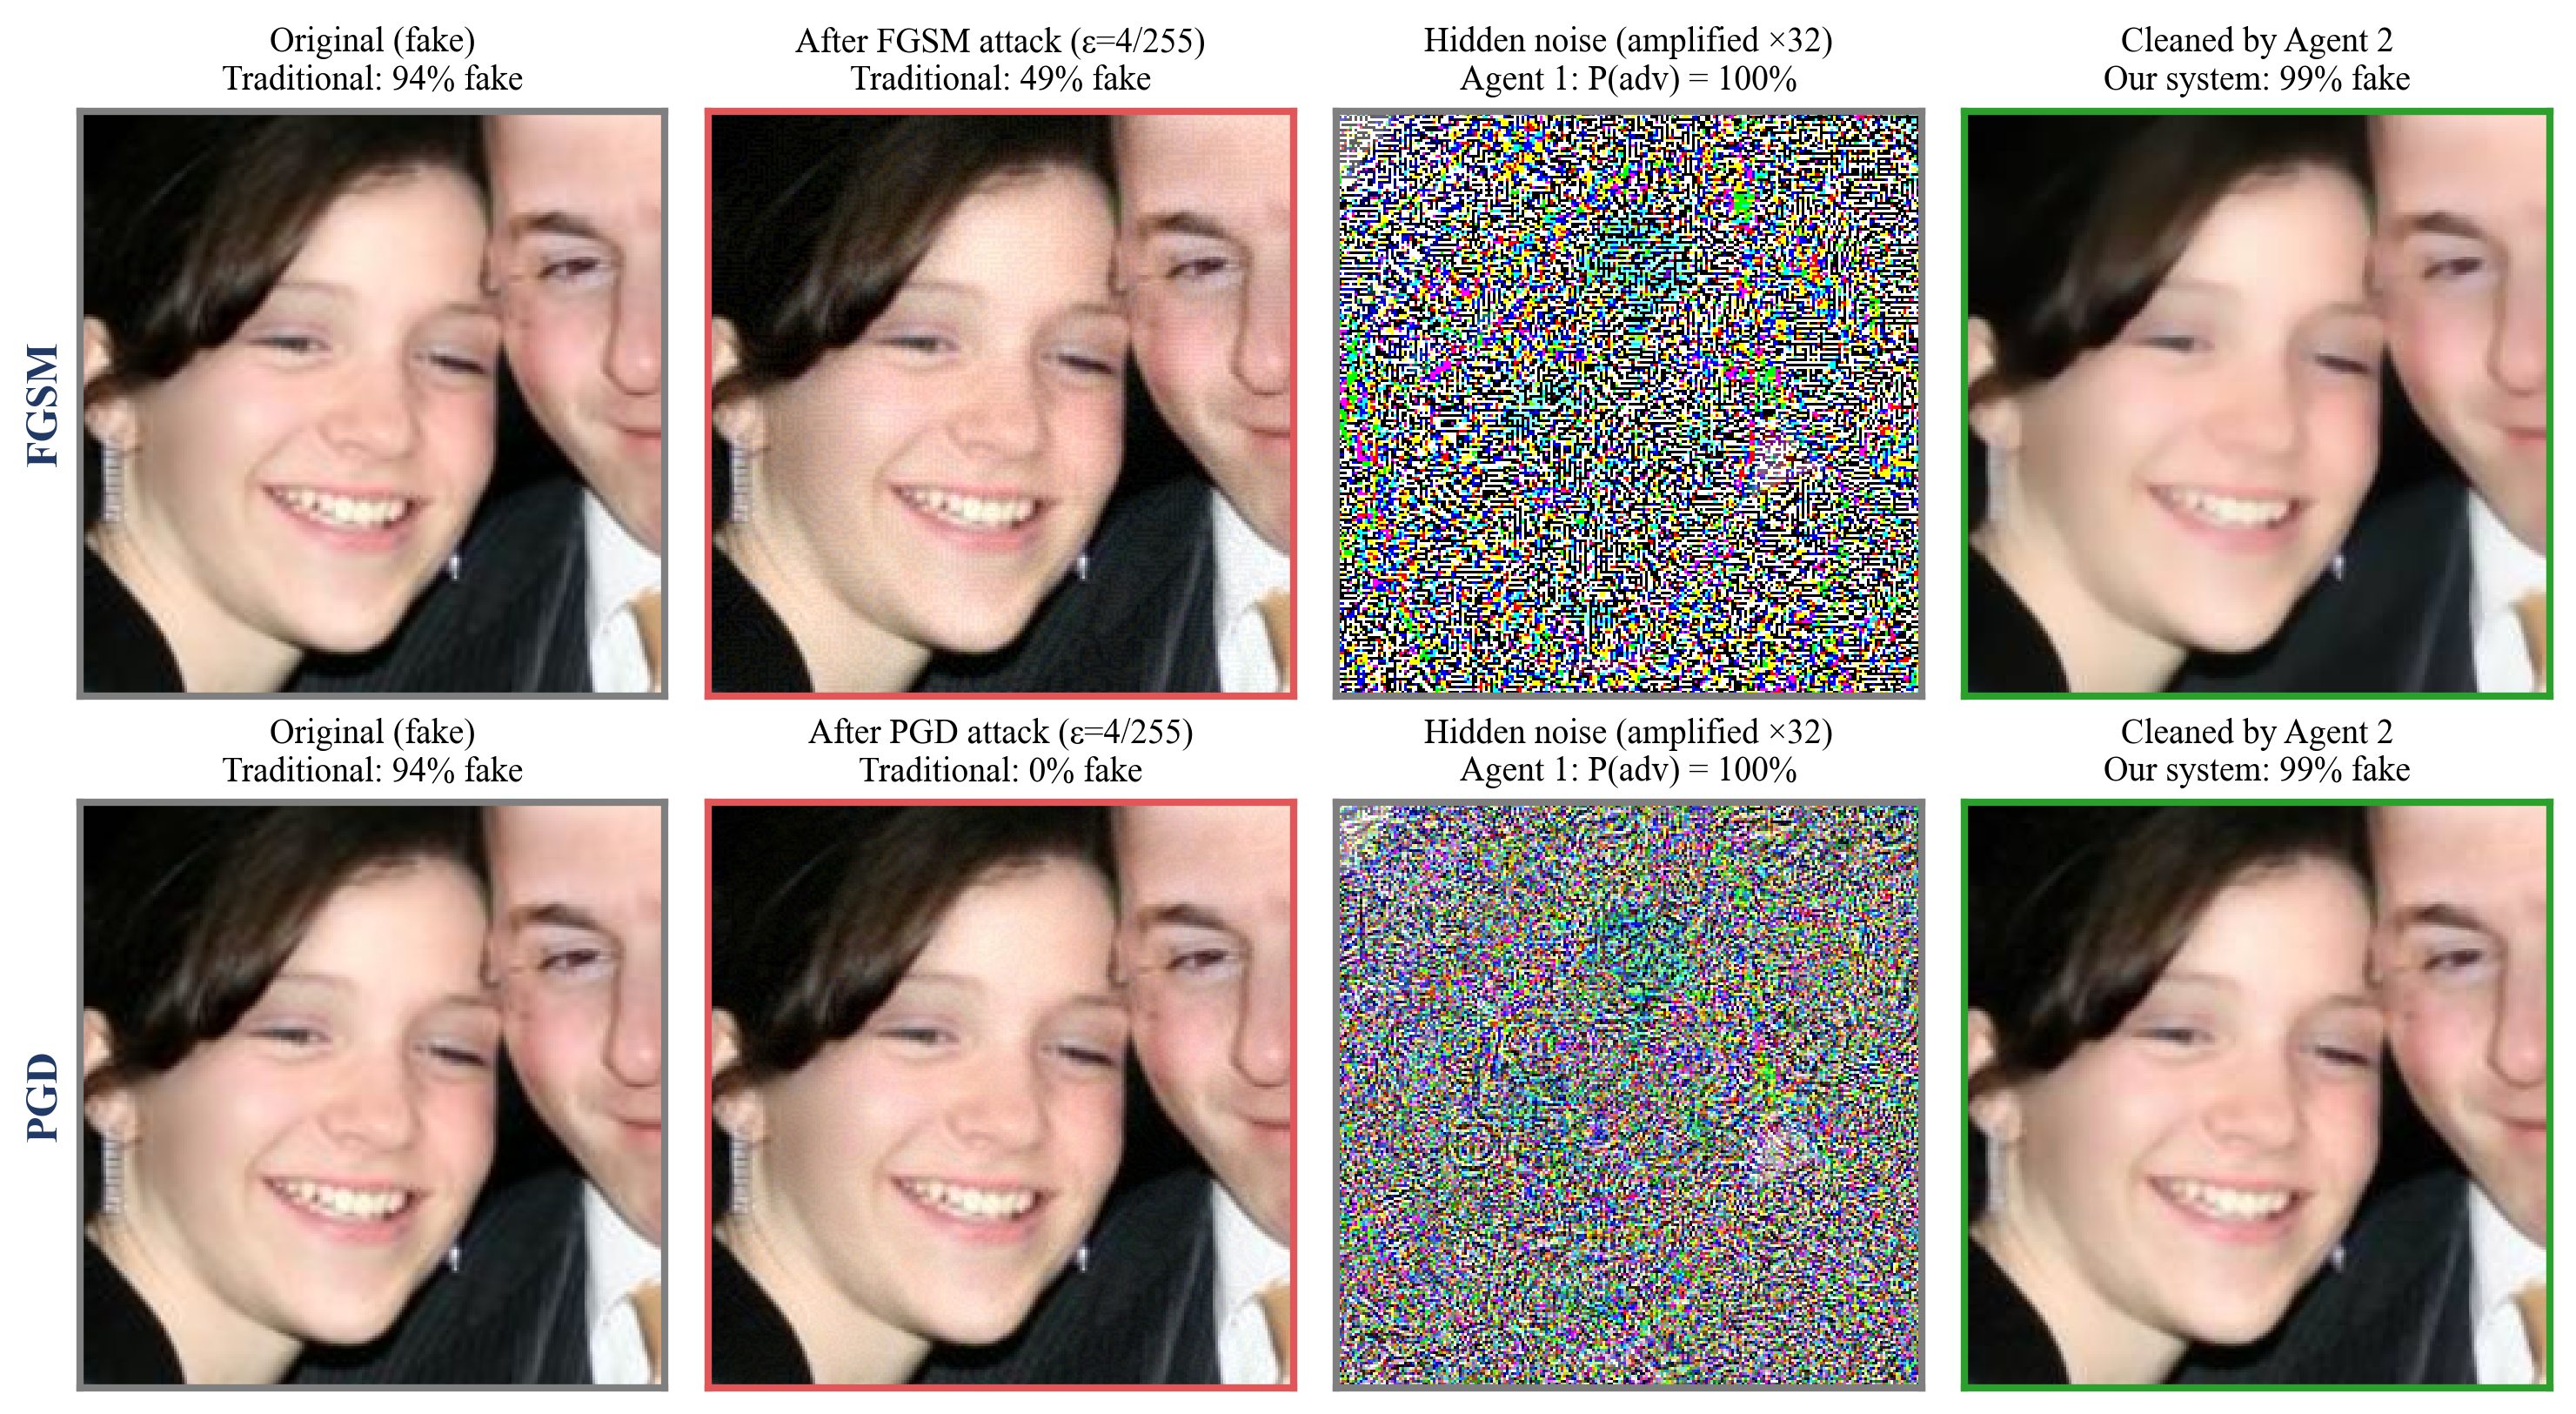 Original (fake)
Traditional: 94% fake
After FGSM attack (ε=4/255)
Traditional: 49% fake
Hidden noise (amplified ×32)
Agent 1: P(adv) = 100%
Cleaned by Agent 2
Our system: 99% fake
FGSM
Original (fake)
Traditional: 94% fake
After PGD attack (ε=4/255)
Traditional: 0% fake
Hidden noise (amplified ×32)
Agent 1: P(adv) = 100%
Cleaned by Agent 2
Our system: 99% fake
PGD